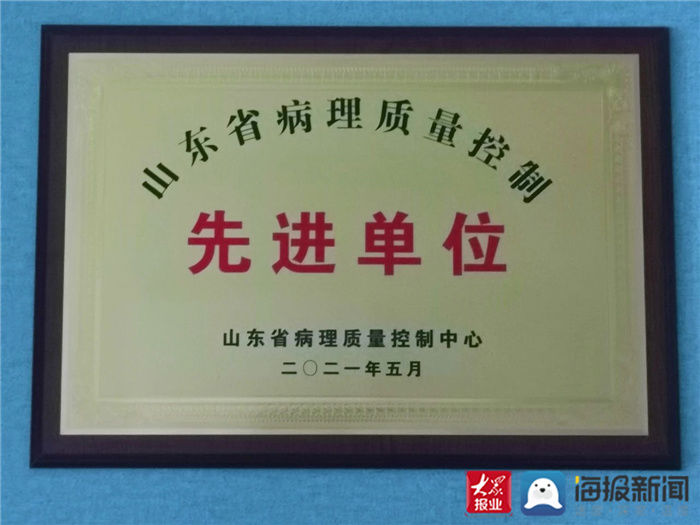 山东省病理质量控制
先进单位
山东省病理质量控制中心
二〇二一年五月
大众报业
海报新闻